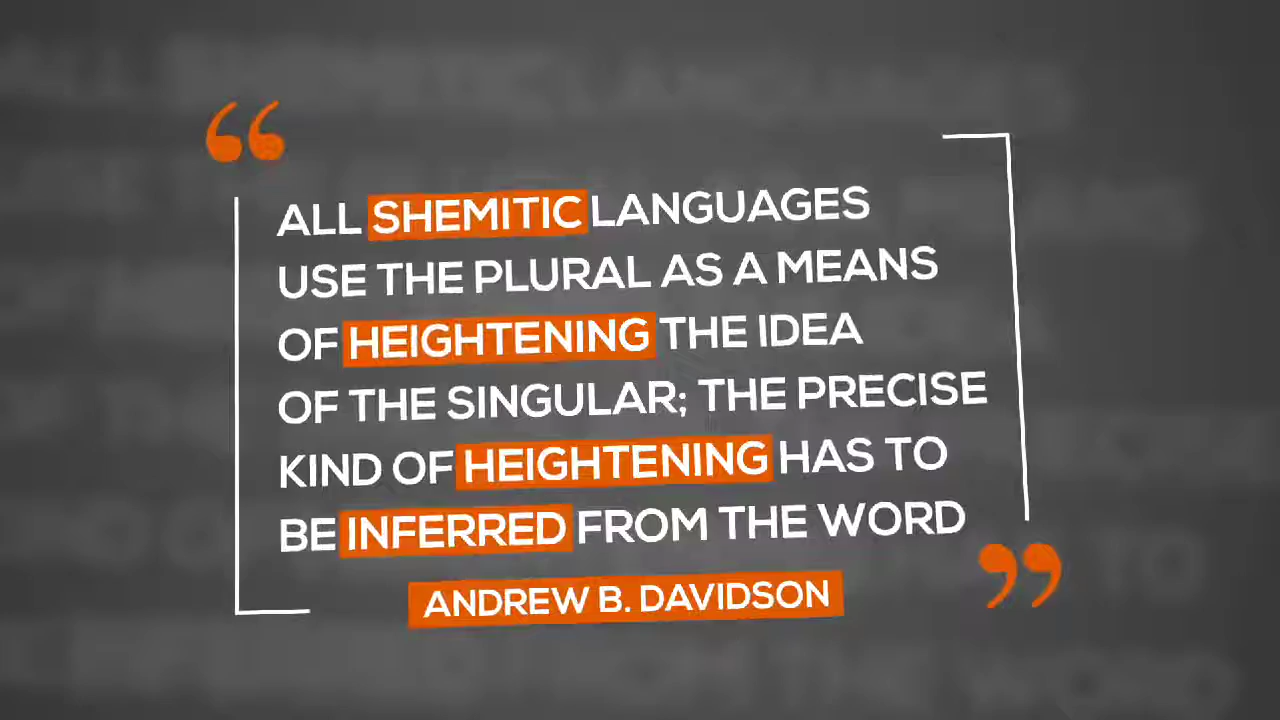 “
ALL SHEMITIC LANGUAGES
USE THE PLURAL AS A MEANS
OF HEIGHTENING THE IDEA
OF THE SINGULAR; THE PRECISE
KIND OF HEIGHTENING HAS TO
BE INFERRED FROM THE WORD
”
ANDREW B. DAVIDSON